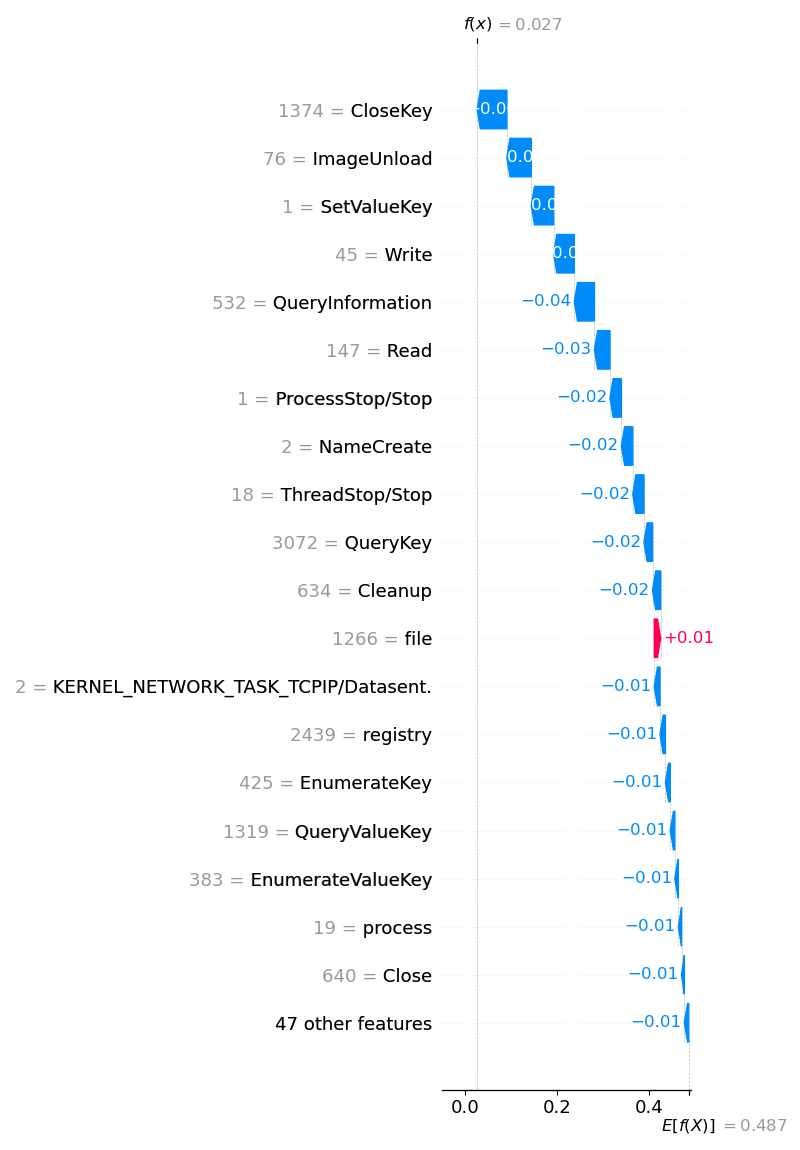 f(x) = 0.027
1374 = CloseKey
76 = ImageUnload
1 = SetValueKey
45 = Write
532 = QueryInformation −0.04
147 = Read −0.03
1 = ProcessStop/Stop −0.02
2 = NameCreate −0.02
18 = ThreadStop/Stop −0.02
3072 = QueryKey −0.02
634 = Cleanup −0.02
1266 = file +0.01
2 = KERNEL_NETWORK_TASK_TCPIP/Datasent. −0.01
2439 = registry −0.01
425 = EnumerateKey −0.01
1319 = QueryValueKey −0.01
383 = EnumerateValueKey −0.01
19 = process −0.01
640 = Close −0.01
47 other features −0.01
0.0 0.2 0.4
E[f(X)] = 0.487